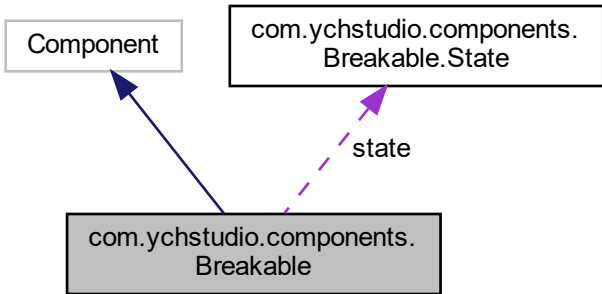 Component
com.ychstudio.components.
Breakable.State
state
com.ychstudio.components.
Breakable